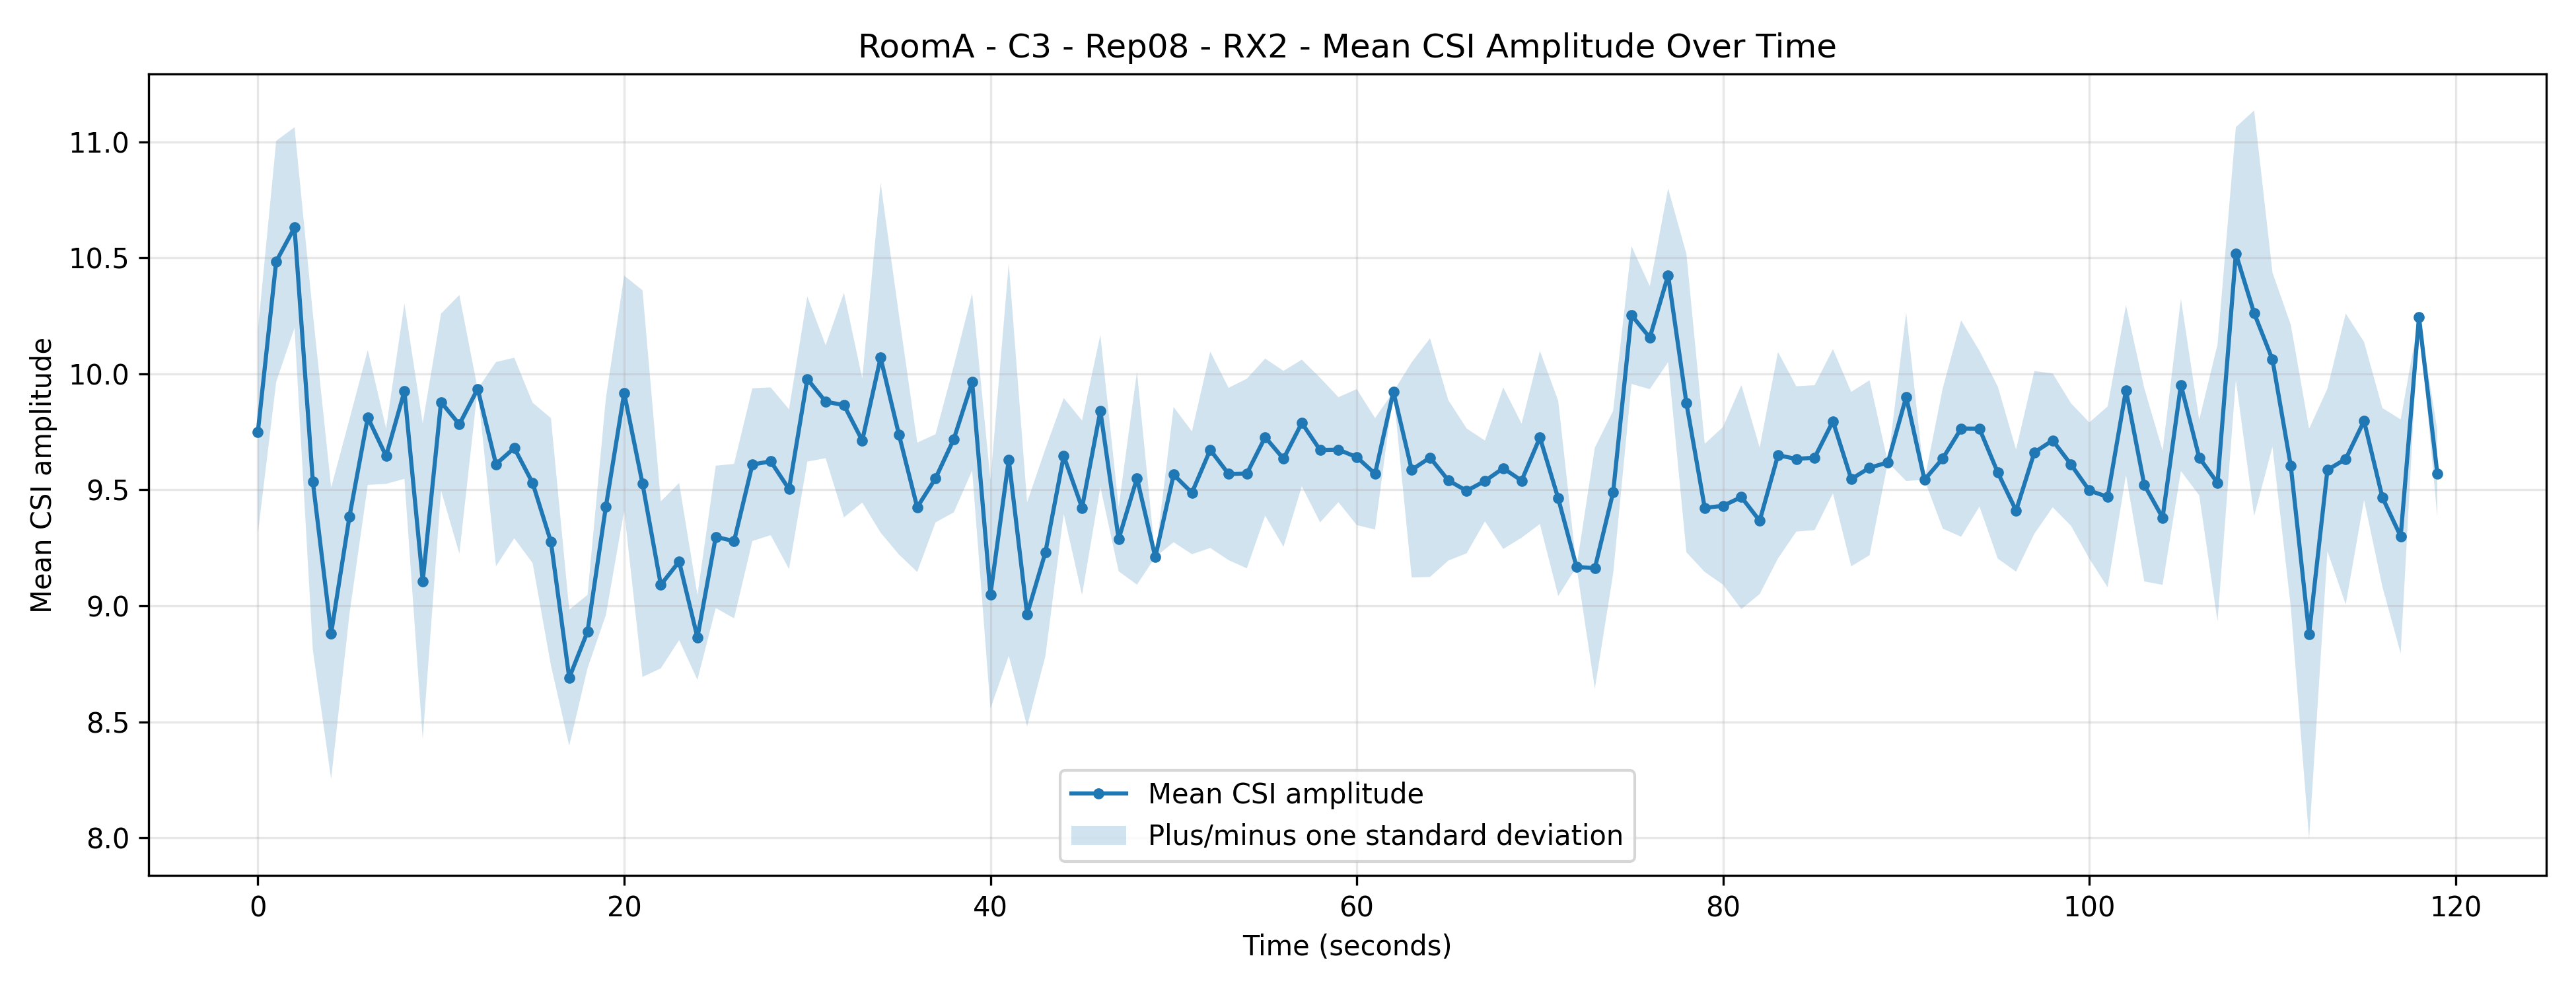 RoomA - C3 - Rep08 - RX2 - Mean CSI Amplitude Over Time
Mean CSI amplitude
11.0
10.5
10.0
9.5
9.0
8.5
8.0
Mean CSI amplitude
Plus/minus one standard deviation
0 20 40 60 80 100 120
Time (seconds)